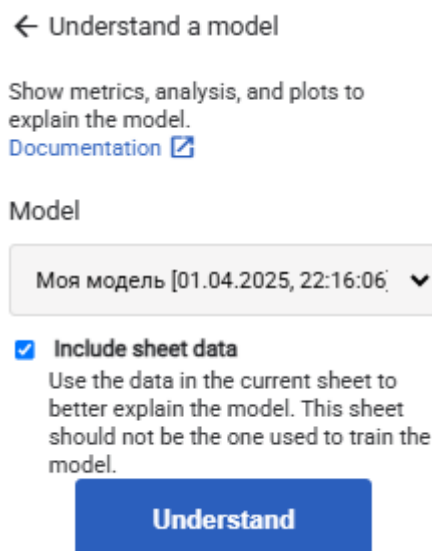 ← Understand a model
Show metrics, analysis, and plots to
explain the model.
Documentation
Model
Моя модель [01.04.2025, 22:16:06]
Include sheet data
Use the data in the current sheet to
better explain the model. This sheet
should not be the one used to train the
model.
Understand